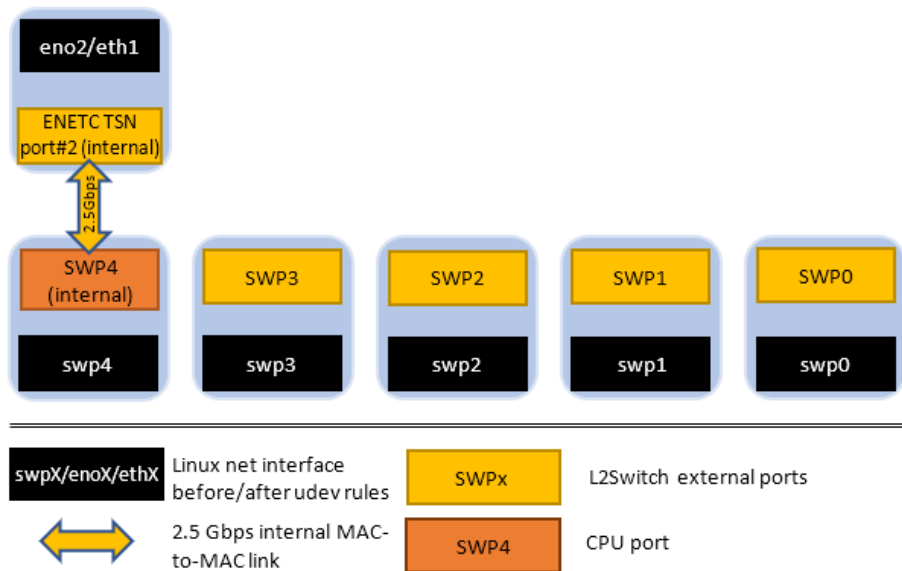 eno2/eth1
ENETC TSN
port#2 (internal)
2.5Gbps
SWP4
(internal)
SWP3
SWP2
SWP1
SWP0
swp4
swp3
swp2
swp1
swp0
swpX/enoX/ethX
Linux net interface
before/after udev rules
SWPx
L2Switch external ports
2.5 Gbps internal MAC-
to-MAC link
SWP4
CPU port